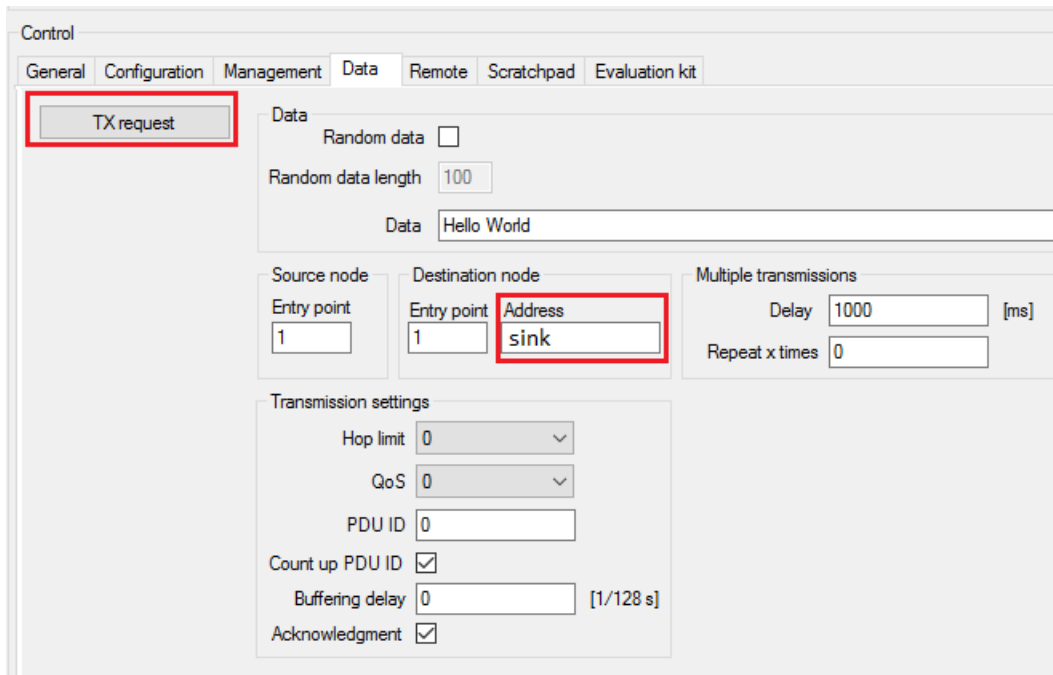 Control
General Configuration Management Data Remote Scratchpad Evaluation kit
TX request
Data
Random data
Random data length 100
Data Hello World
Source node
Entry point
1
Destination node
Entry point Address
1 sink
Multiple transmissions
Delay 1000 [ms]
Repeat x times 0
Transmission settings
Hop limit 0
QoS 0
PDU ID 0
Count up PDU ID
Buffering delay 0 [1/128 s]
Acknowledgment